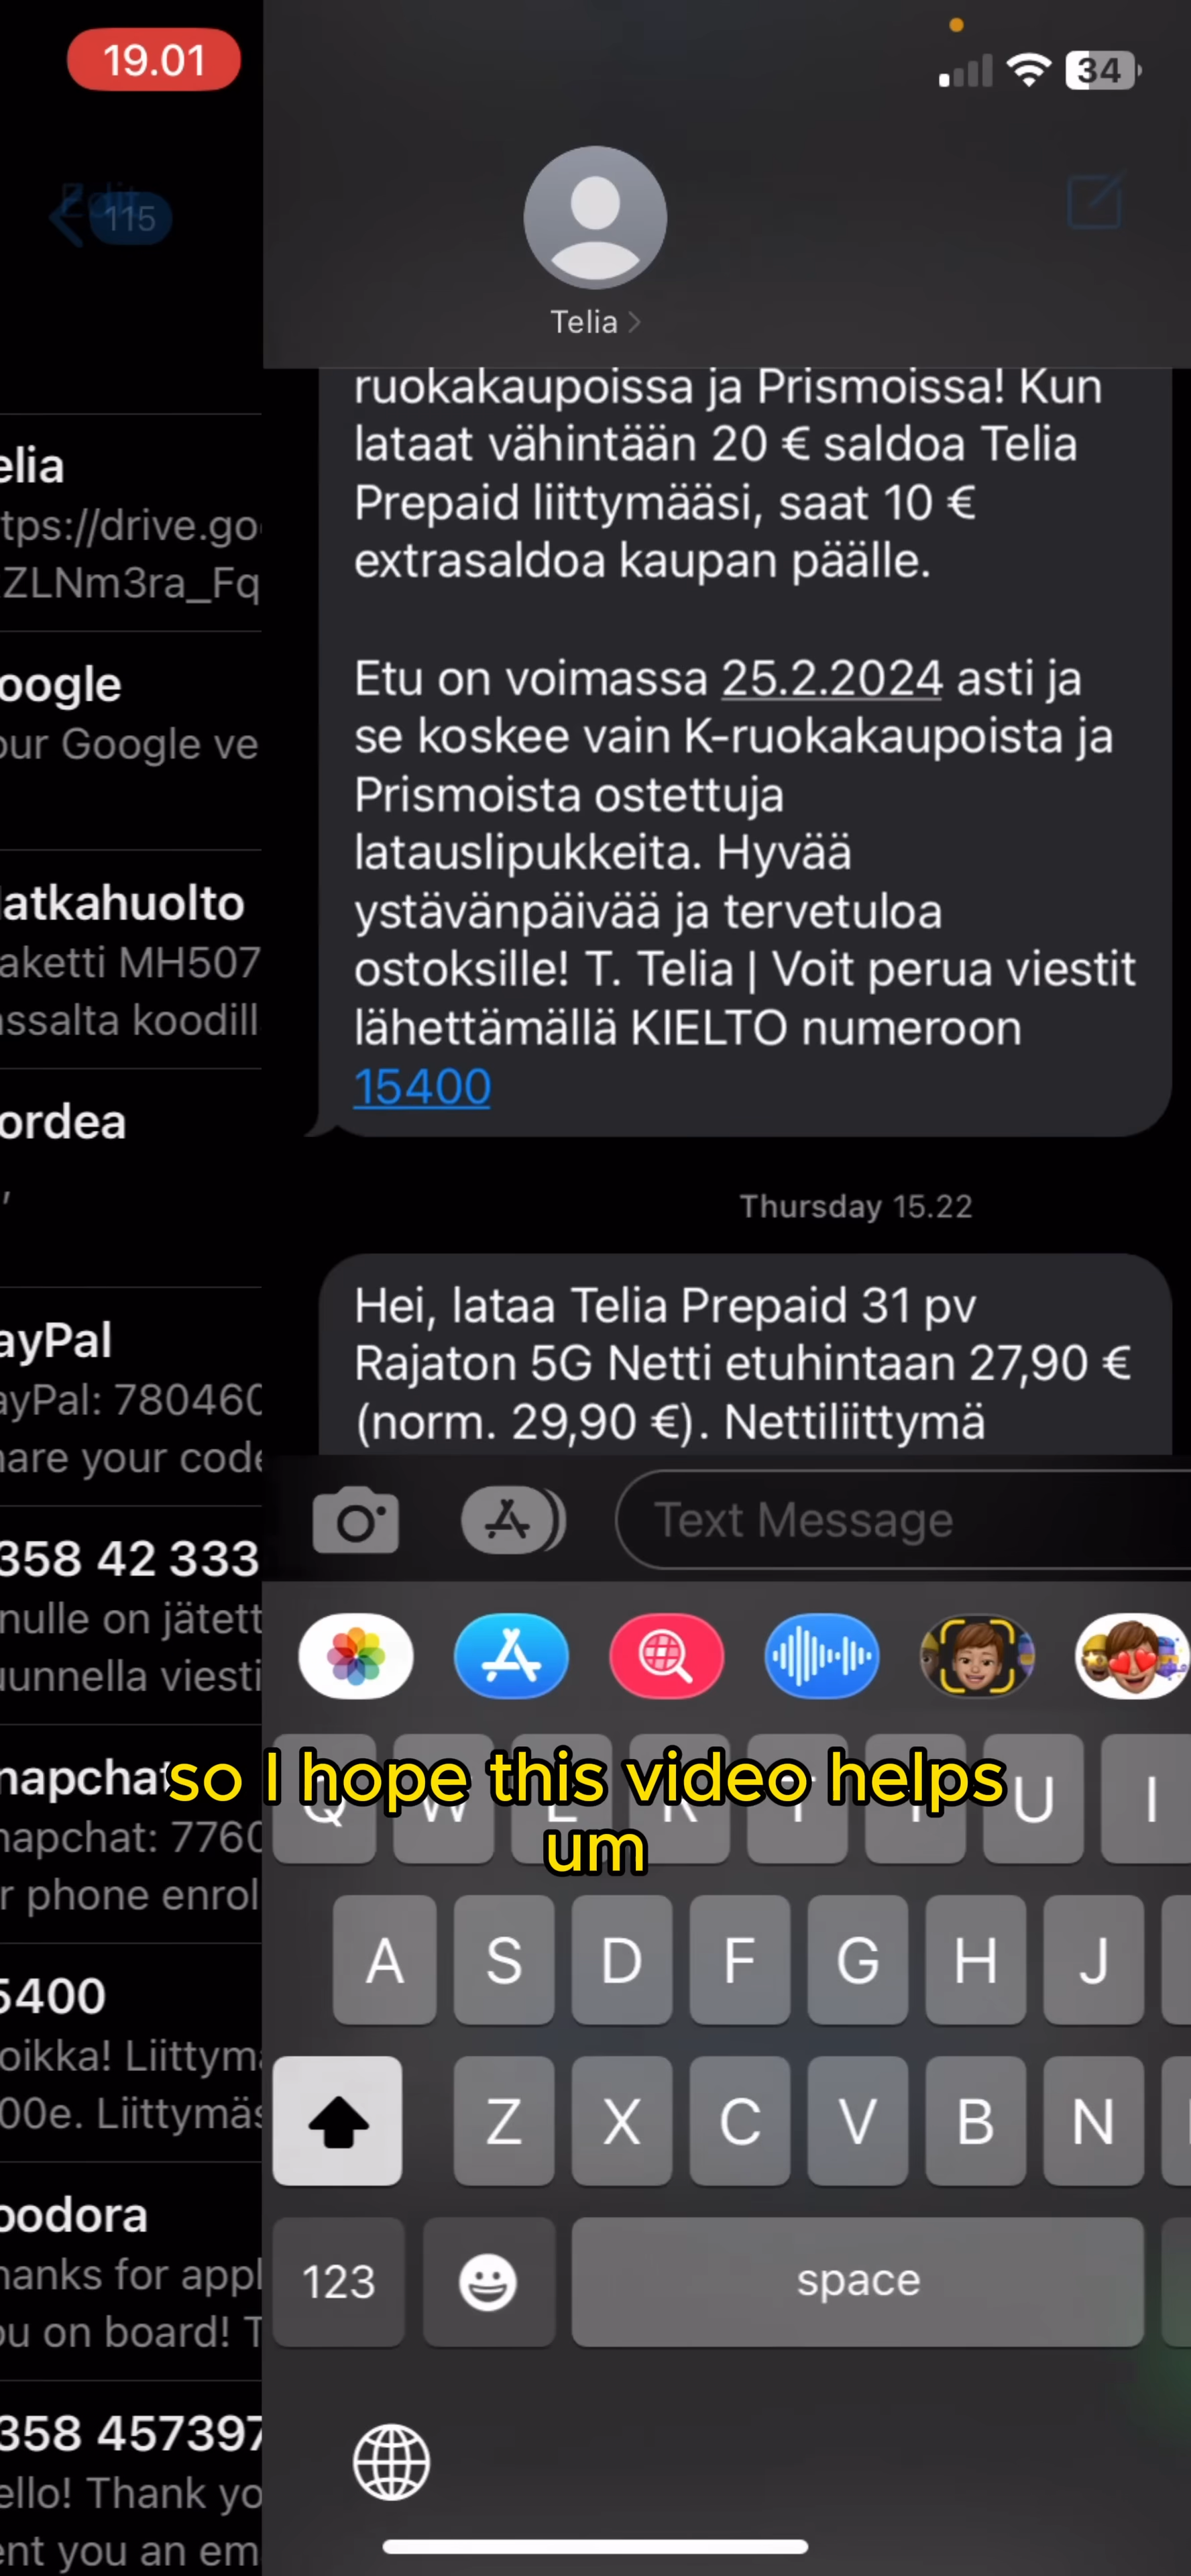 19.01
34
Edit
115
Telia
ruokakaupoissa ja Prismoissa! Kun
lataat vähintään 20 € saldoa Telia
Prepaid liittymääsi, saat 10 €
extrasaldoa kaupan päälle.
Etu on voimassa 25.2.2024 asti ja
se koskee vain K-ruokakaupoista ja
Prismoista ostettuja
latauslipukkeita. Hyvää
ystävänpäivää ja tervetuloa
ostoksille! T. Telia | Voit perua viestit
lähettämällä KIELTO numeroon
15400
Thursday 15.22
Hei, lataa Telia Prepaid 31 pv
Rajaton 5G Netti etuhintaan 27,90 €
(norm. 29,90 €). Nettiliittymä
elia
tps://drive.go
ZLNm3ra_Fq
oogle
our Google ve
atkahuolto
aketti MH507
ssalta koodill
ordea
,
ayPal
ayPal: 78046
are your code
358 42 333
nulle on jätett
uunnella viesti
napchat
napchat: 776
r phone enrol
5400
oikka! Liittym
00e. Liittymäs
oodora
hanks for appl
ou on board! T
358 457397
ello! Thank yo
ent you an em
Text Message
so I hope this video helps
um
Q W E R T Y U I
A S D F G H J
Z X C V B N
123
space